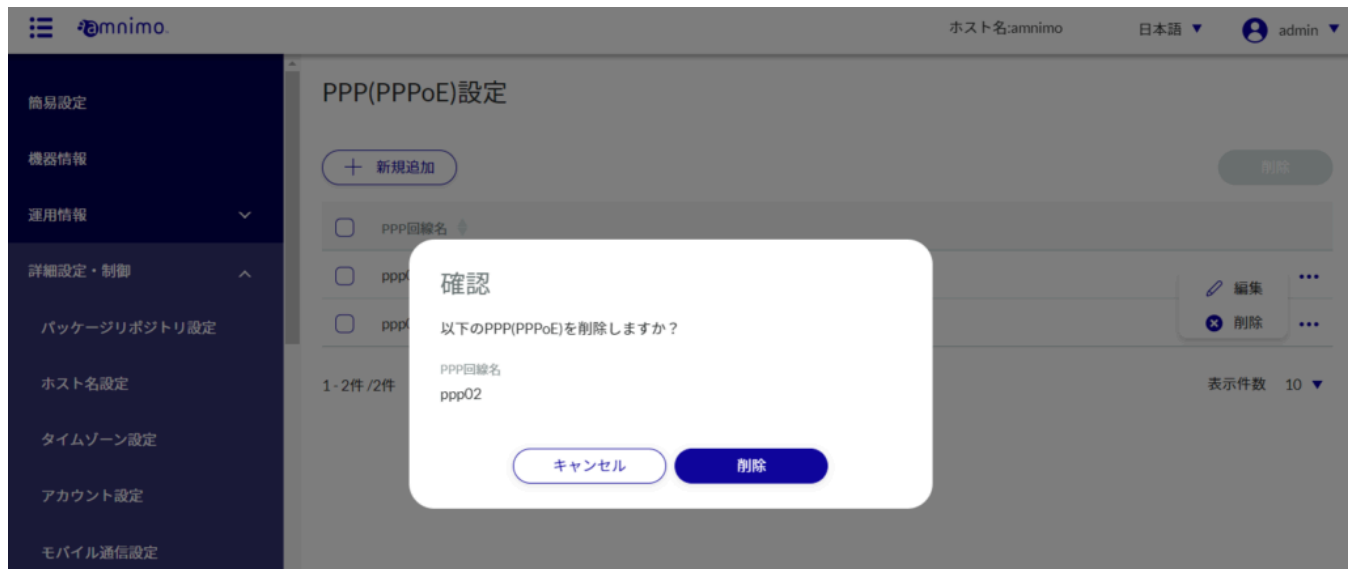 amnimo.
ホスト名:amnimo
日本語 ▼
admin ▼
簡易設定
機器情報
運用情報
詳細設定・制御
パッケージリポジトリ設定
ホスト名設定
タイムゾーン設定
アカウント設定
モバイル通信設定
PPP(PPPoE)設定
+ 新規追加
削除
PPP回線名
編集
削除
1 - 2件 /2件
表示件数 10 ▼
確認
以下のPPP(PPPoE)を削除しますか？
PPP回線名
ppp02
キャンセル
削除